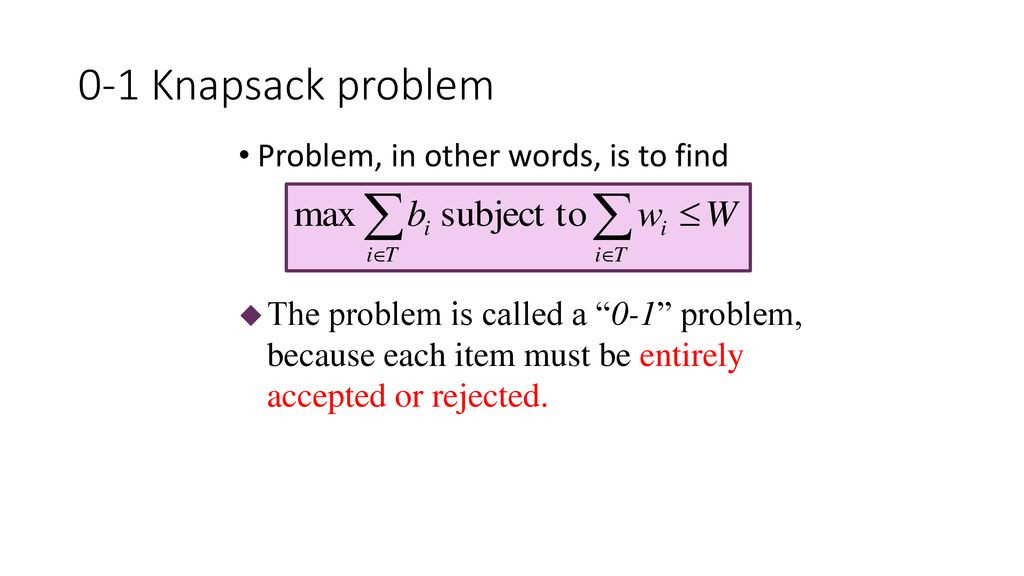 0-1 Knapsack problem
• Problem, in other words, is to find
max ∑ bᵢ subject to ∑ wᵢ ≤ W
i∈T i∈T
◆ The problem is called a “0-1” problem,
because each item must be entirely
accepted or rejected.